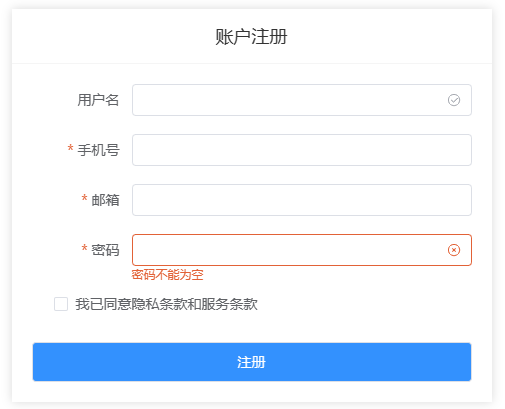 账户注册
用户名
* 手机号
* 邮箱
* 密码
密码不能为空
我已同意隐私条款和服务条款
注册